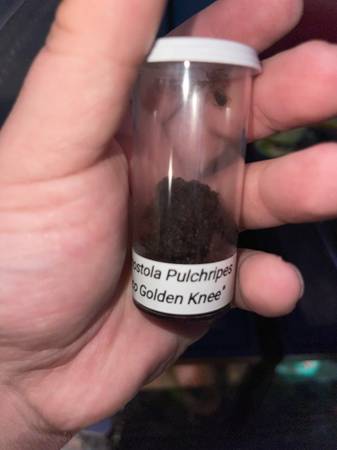 ostola Pulchripes
o Golden Knee"